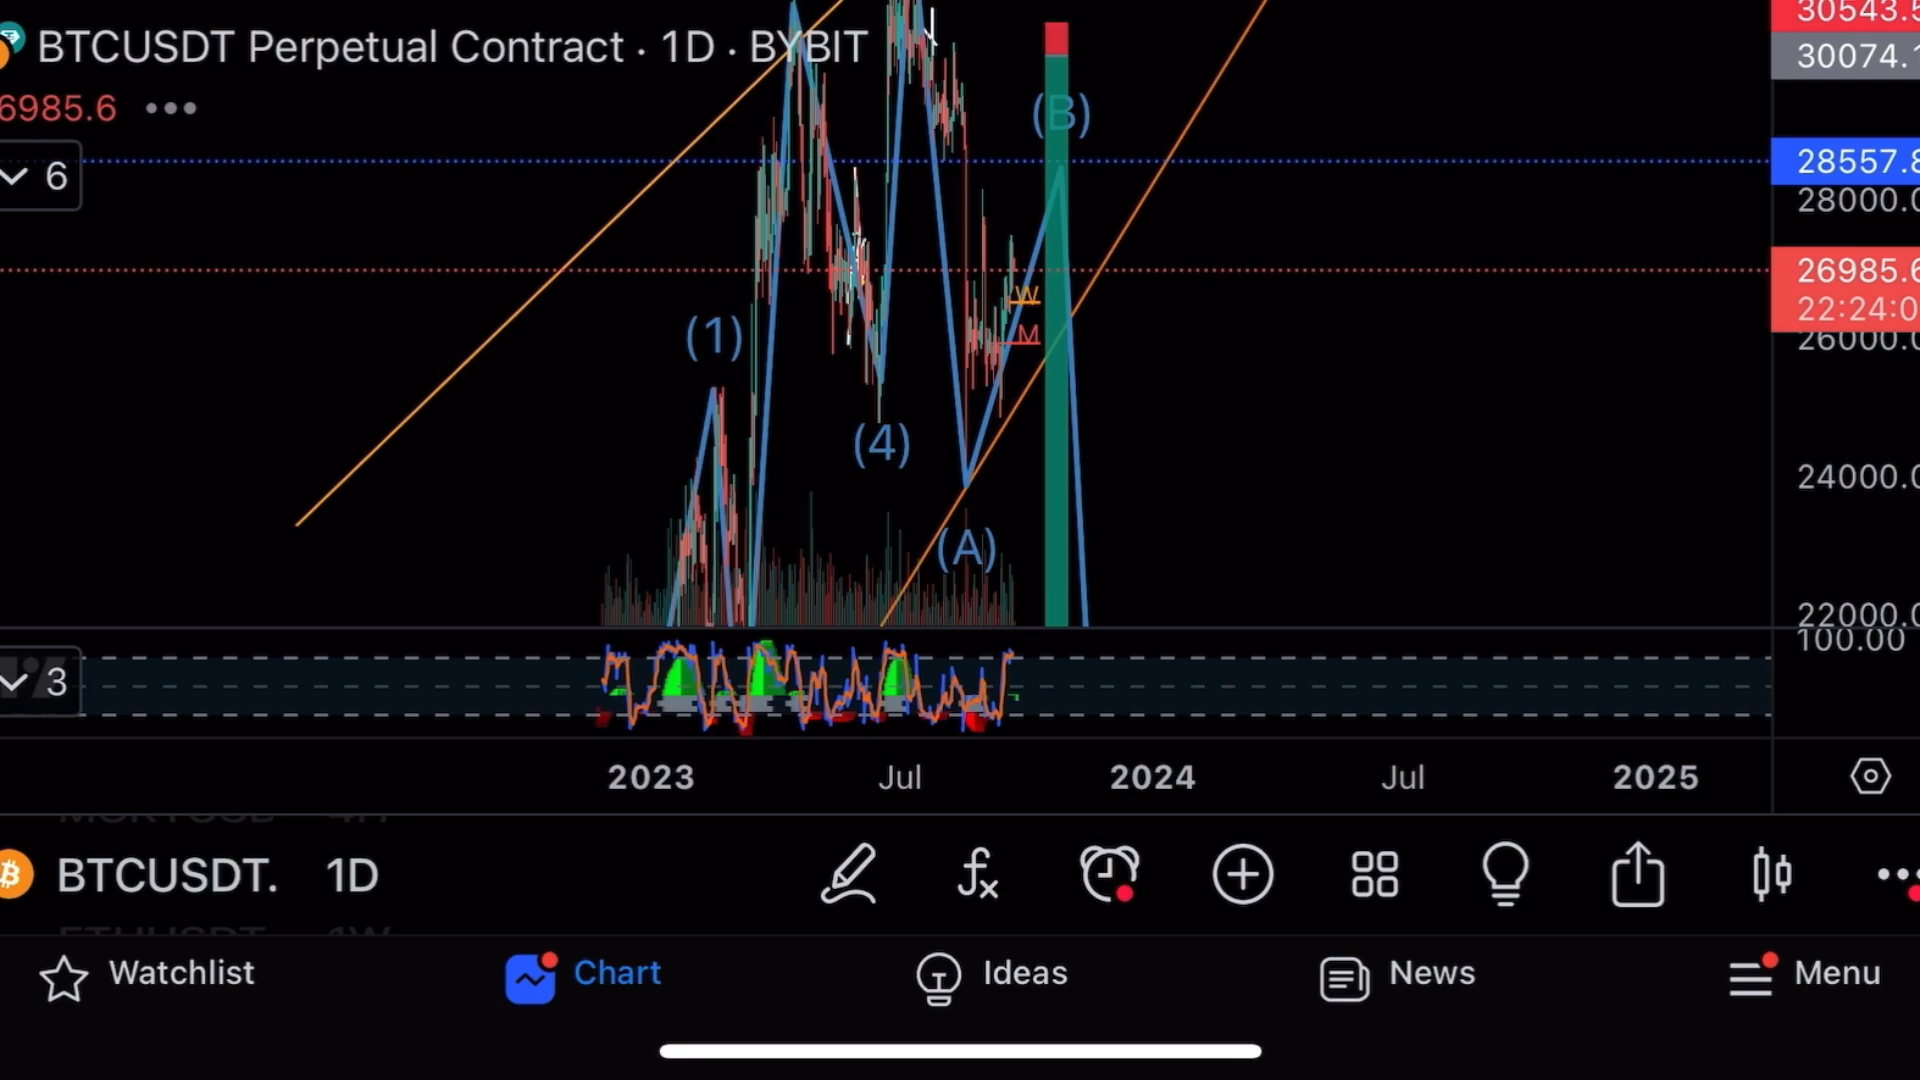 BTCUSDT Perpetual Contract · 1D · BYBIT
6985.6
6
3
(1)
(4)
(A)
(B)
W
M
30543.5
30074.1
28557.8
28000.0
26985.6
22:24:0
26000.0
24000.0
22000.0
100.00
2023 Jul 2024 Jul 2025
BTCUSDT. 1D
Watchlist Chart Ideas News Menu